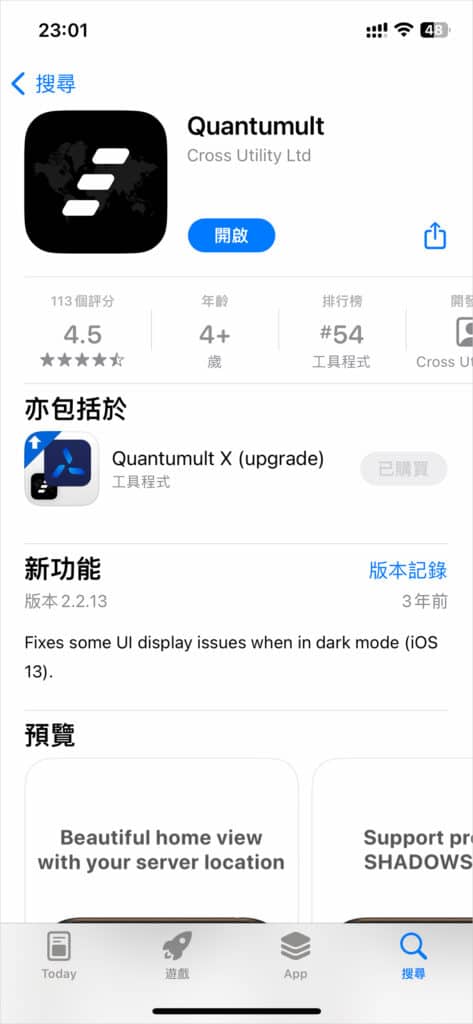 23:01
48
搜尋
Quantumult
Cross Utility Ltd
開啟
113 個評分
年齡
排行榜
開發
4.5
4+
#54
歲
工具程式
Cross Ut
亦包括於
Quantumult X (upgrade)
工具程式
已購買
新功能
版本記錄
版本 2.2.13
3 年前
Fixes some UI display issues when in dark mode (iOS
13).
預覽
Beautiful home view
with your server location
Support pr
SHADOWS
Today
遊戲
App
搜尋